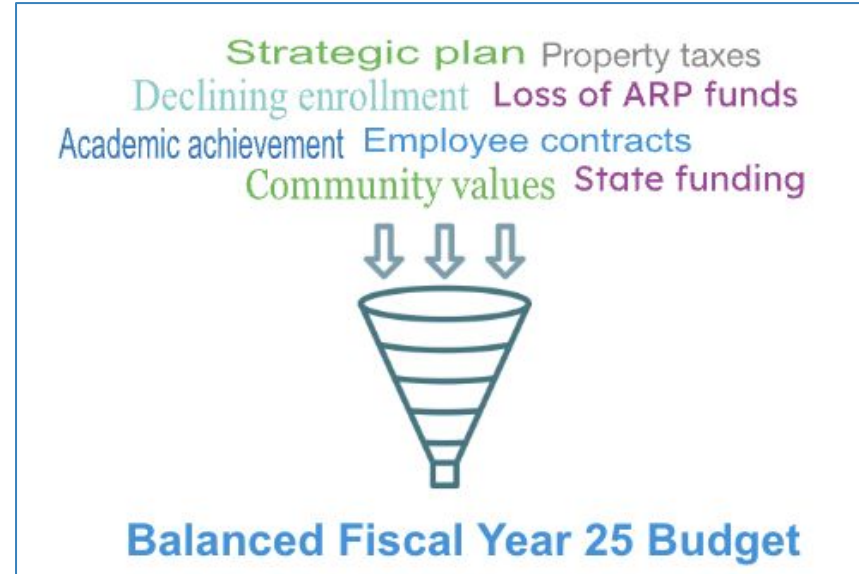 Strategic plan Property taxes
Declining enrollment Loss of ARP funds
Academic achievement Employee contracts
Community values State funding
Balanced Fiscal Year 25 Budget